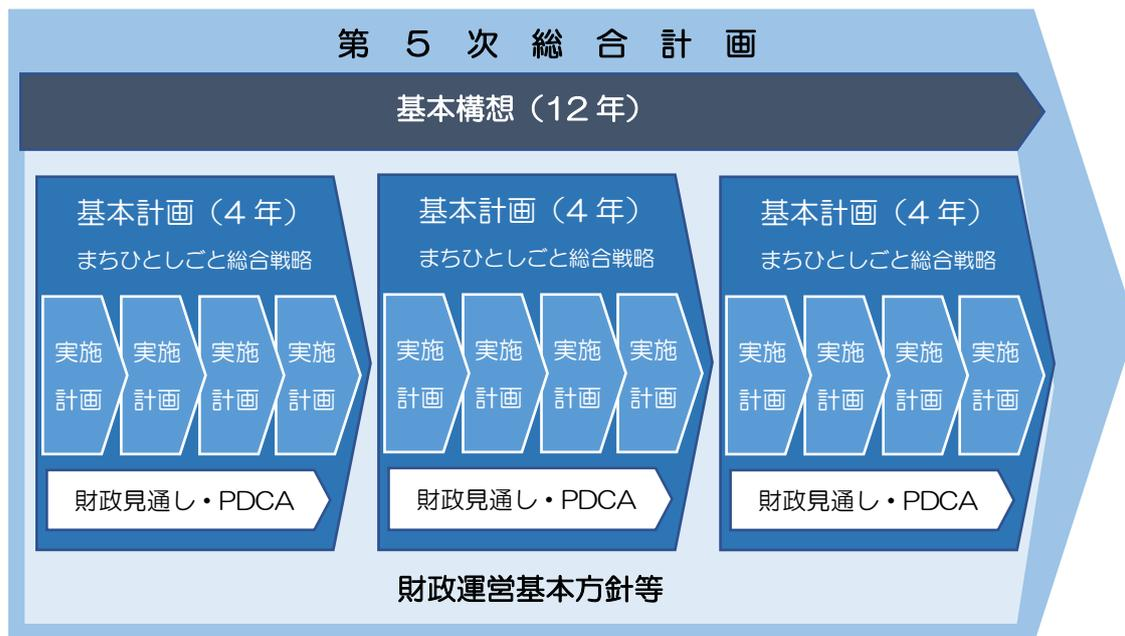 第５次総合計画
基本構想（12年）
基本計画（4年）
まちひとしごと総合戦略
実施
計画
実施
計画
実施
計画
実施
計画
財政見通し・PDCA
基本計画（4年）
まちひとしごと総合戦略
実施
計画
実施
計画
実施
計画
実施
計画
財政見通し・PDCA
基本計画（4年）
まちひとしごと総合戦略
実施
計画
実施
計画
実施
計画
実施
計画
財政見通し・PDCA
財政運営基本方針等